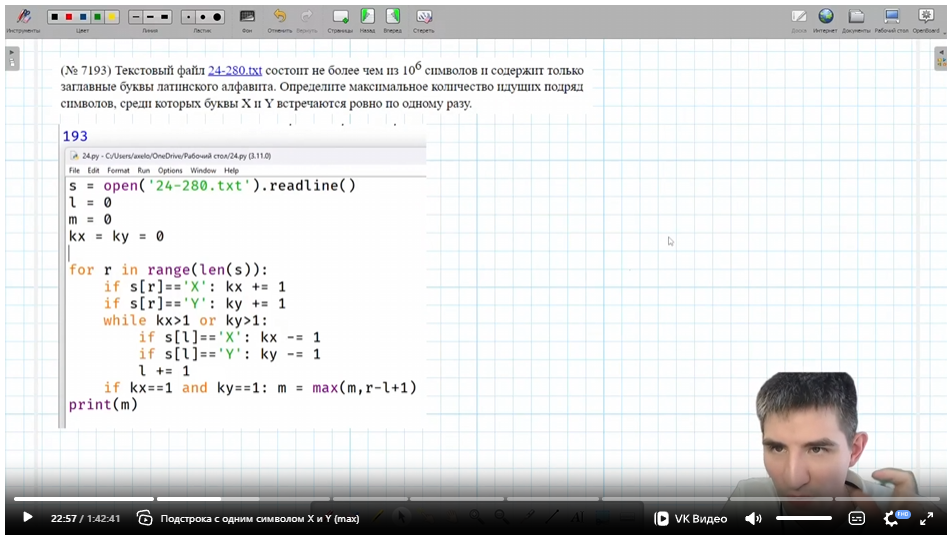 Инструменты
Цвет
Линия
Ластик
Фон
Отменить
Вернуть
Страницы
Назад
Вперед
Стереть
Доска
Интернет
Документы
Рабочий стол
OpenBoard
(№ 7193) Текстовый файл 24-280.txt состоит не более чем из 10⁶ символов и содержит только
заглавные буквы латинского алфавита. Определите максимальное количество идущих подряд
символов, среди которых буквы X и Y встречаются ровно по одному разу.
193
24.py - C:/Users/axelo/OneDrive/Рабочий стол/24.py (3.11.0)
File Edit Format Run Options Window Help
s = open('24-280.txt').readline()
l = 0
m = 0
kx = ky = 0
for r in range(len(s)):
    if s[r]=='X': kx += 1
    if s[r]=='Y': ky += 1
    while kx>1 or ky>1:
        if s[l]=='X': kx -= 1
        if s[l]=='Y': ky -= 1
        l += 1
    if kx==1 and ky==1: m = max(m,r-l+1)
print(m)
22:57 / 1:42:41
Подстрока с одним символом X и Y (max)
VK Видео
FHD